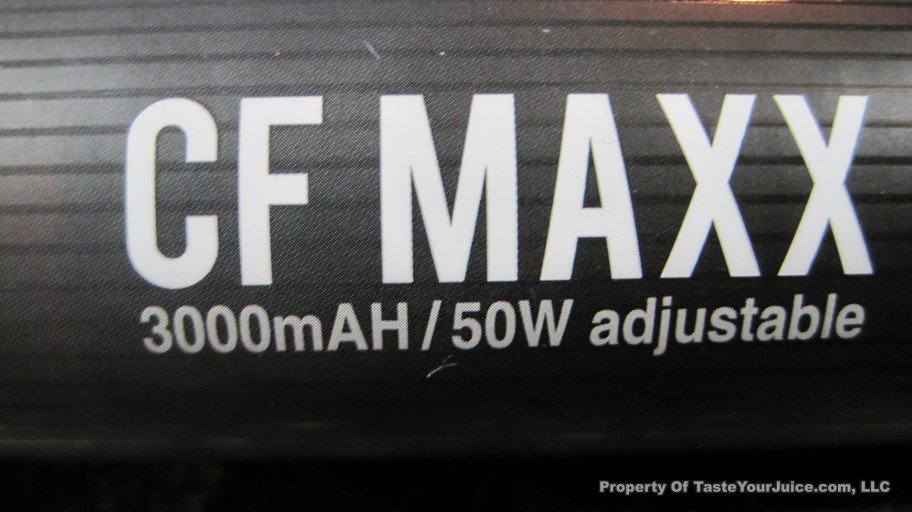 CF MAXX
3000mAH / 50W adjustable
Property Of TasteYourJuice.com, LLC